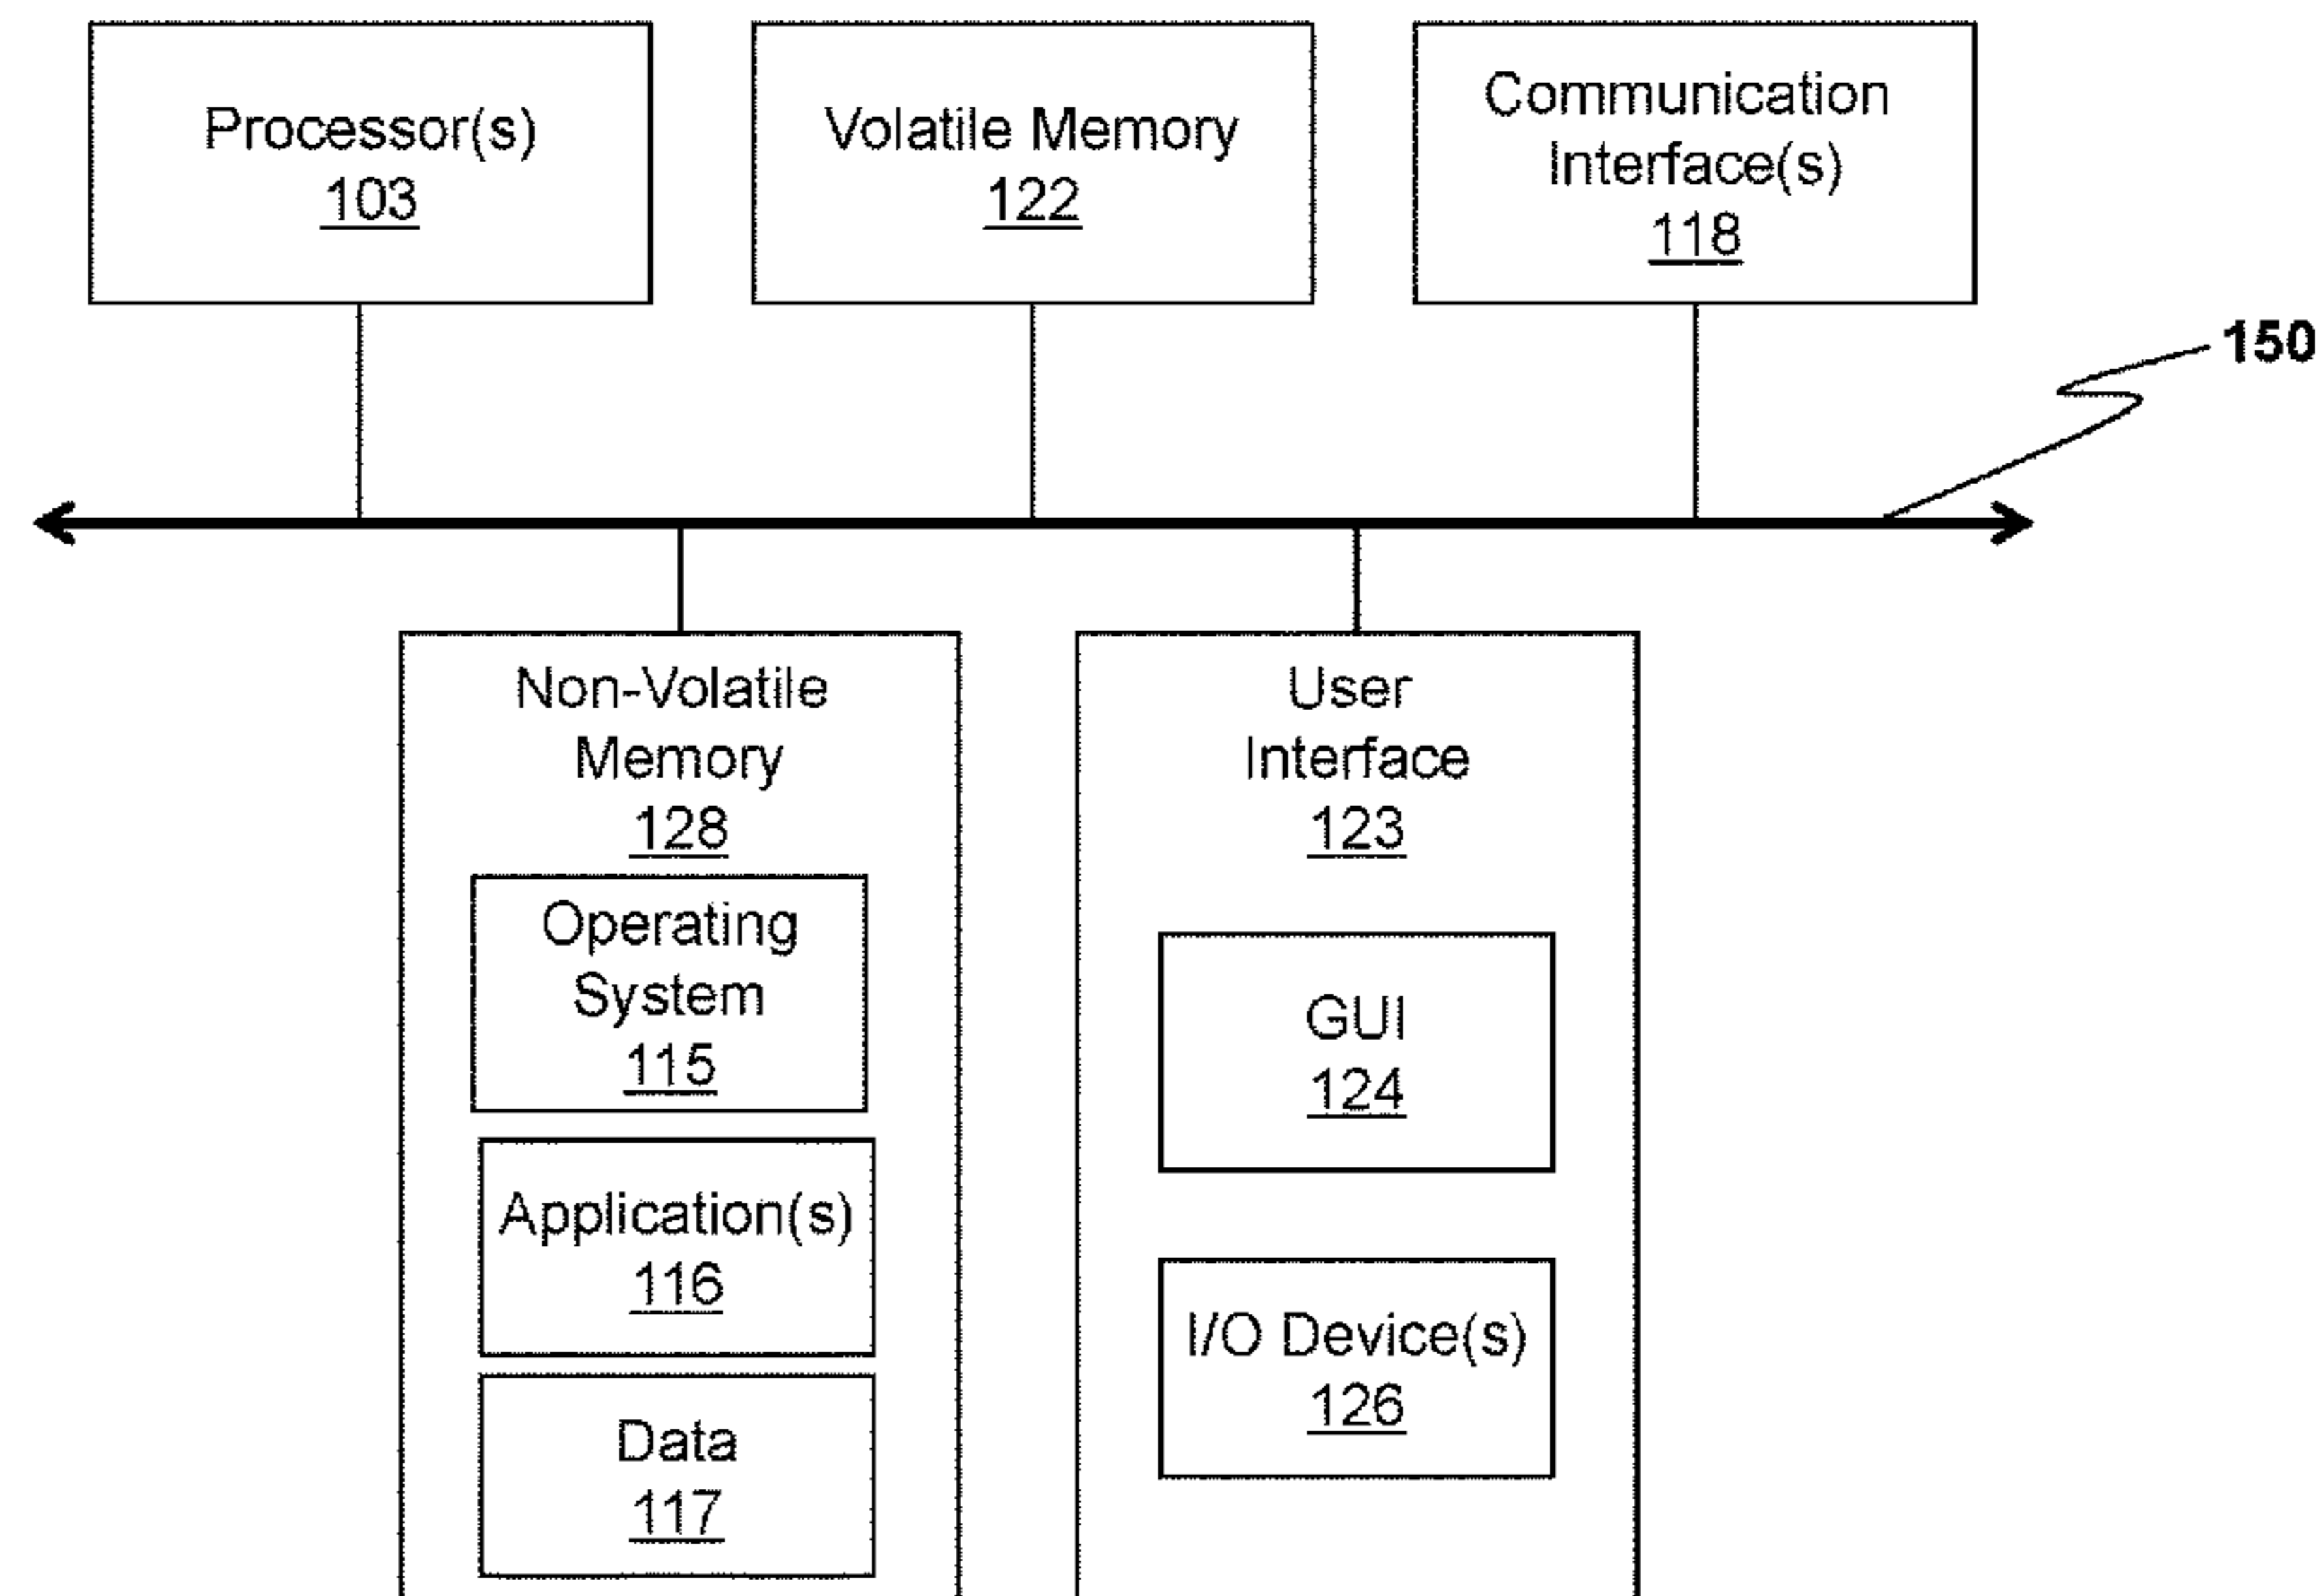 Processor(s)
103
Volatile Memory
122
Communication
Interface(s)
118
150
Non-Volatile
Memory
128
Operating
System
115
Application(s)
116
Data
117
User
Interface
123
GUI
124
I/O Device(s)
126